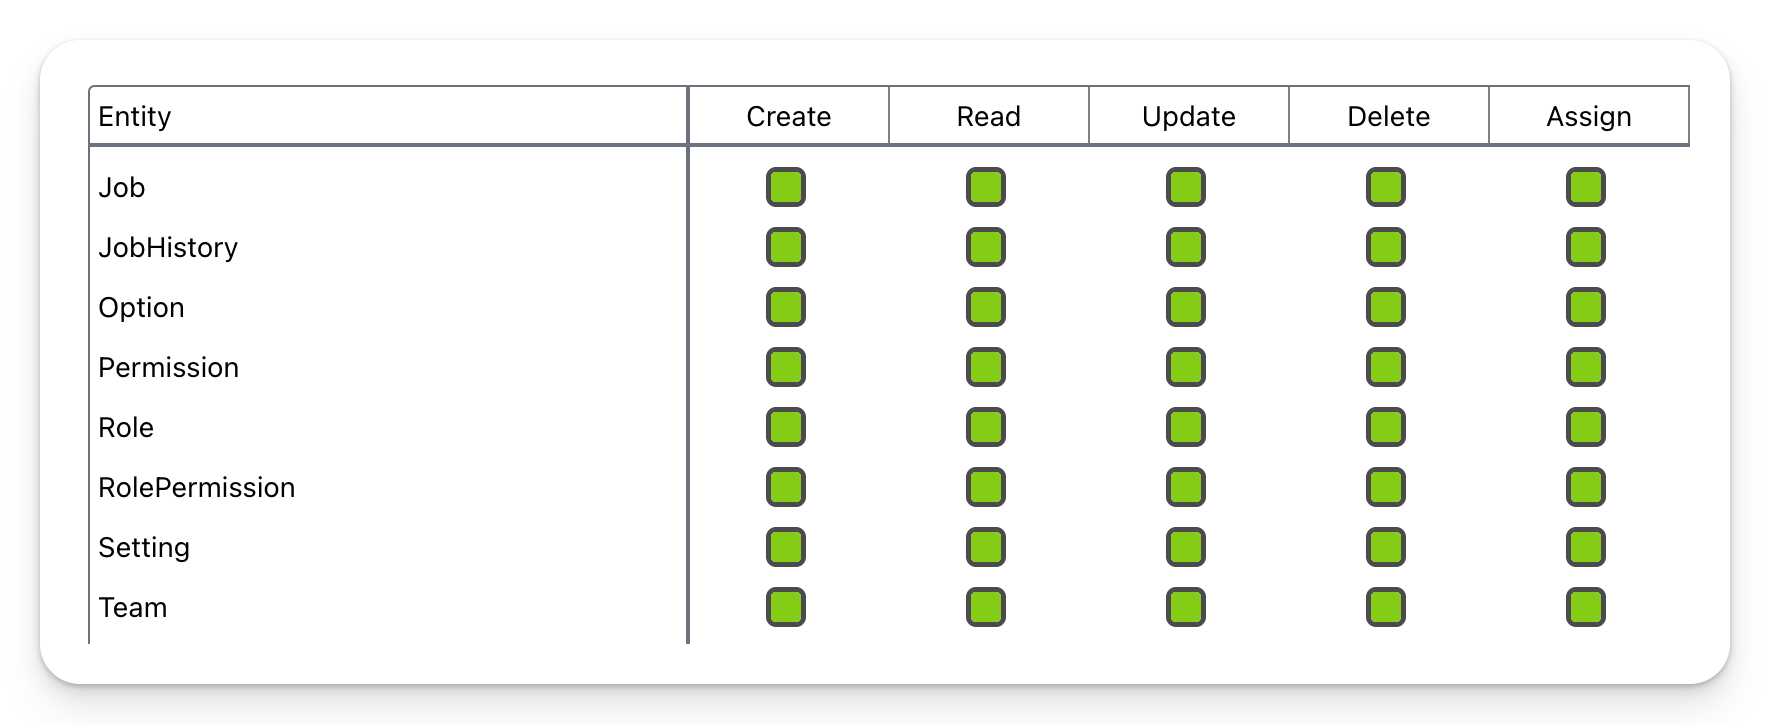 Entity Create Read Update Delete Assign
Job
JobHistory
Option
Permission
Role
RolePermission
Setting
Team